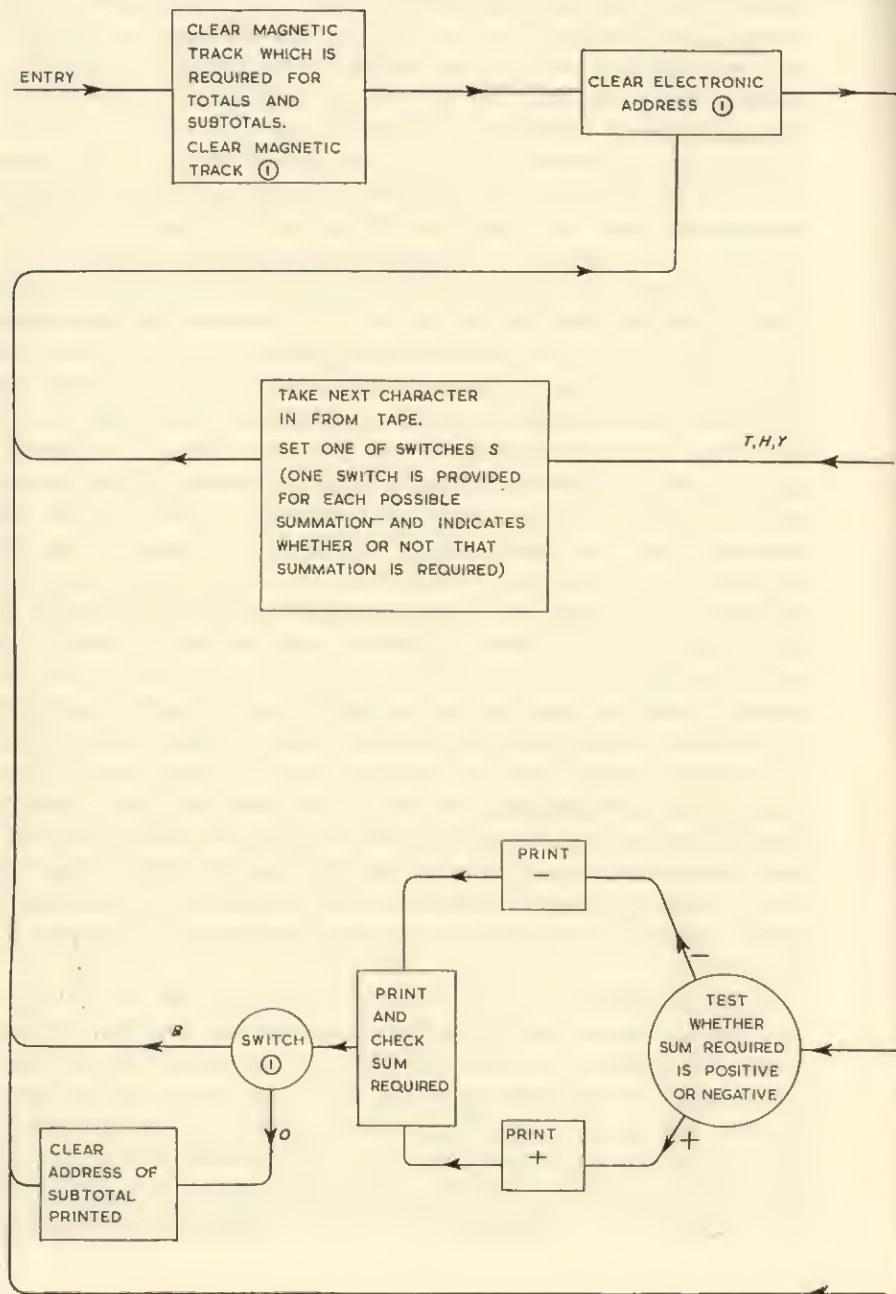 ENTRY
CLEAR MAGNETIC
TRACK WHICH IS
REQUIRED FOR
TOTALS AND
SUBTOTALS.
CLEAR MAGNETIC
TRACK ①
CLEAR ELECTRONIC
ADDRESS ①
TAKE NEXT CHARACTER
IN FROM TAPE.
SET ONE OF SWITCHES S
(ONE SWITCH IS PROVIDED
FOR EACH POSSIBLE
SUMMATION AND INDICATES
WHETHER OR NOT THAT
SUMMATION IS REQUIRED)
T, H, Y
PRINT
−
TEST
WHETHER
SUM REQUIRED
IS POSITIVE
OR NEGATIVE
−
+
PRINT
AND
CHECK
SUM
REQUIRED
PRINT
+
SWITCH
①
B
O
CLEAR
ADDRESS OF
SUBTOTAL
PRINTED